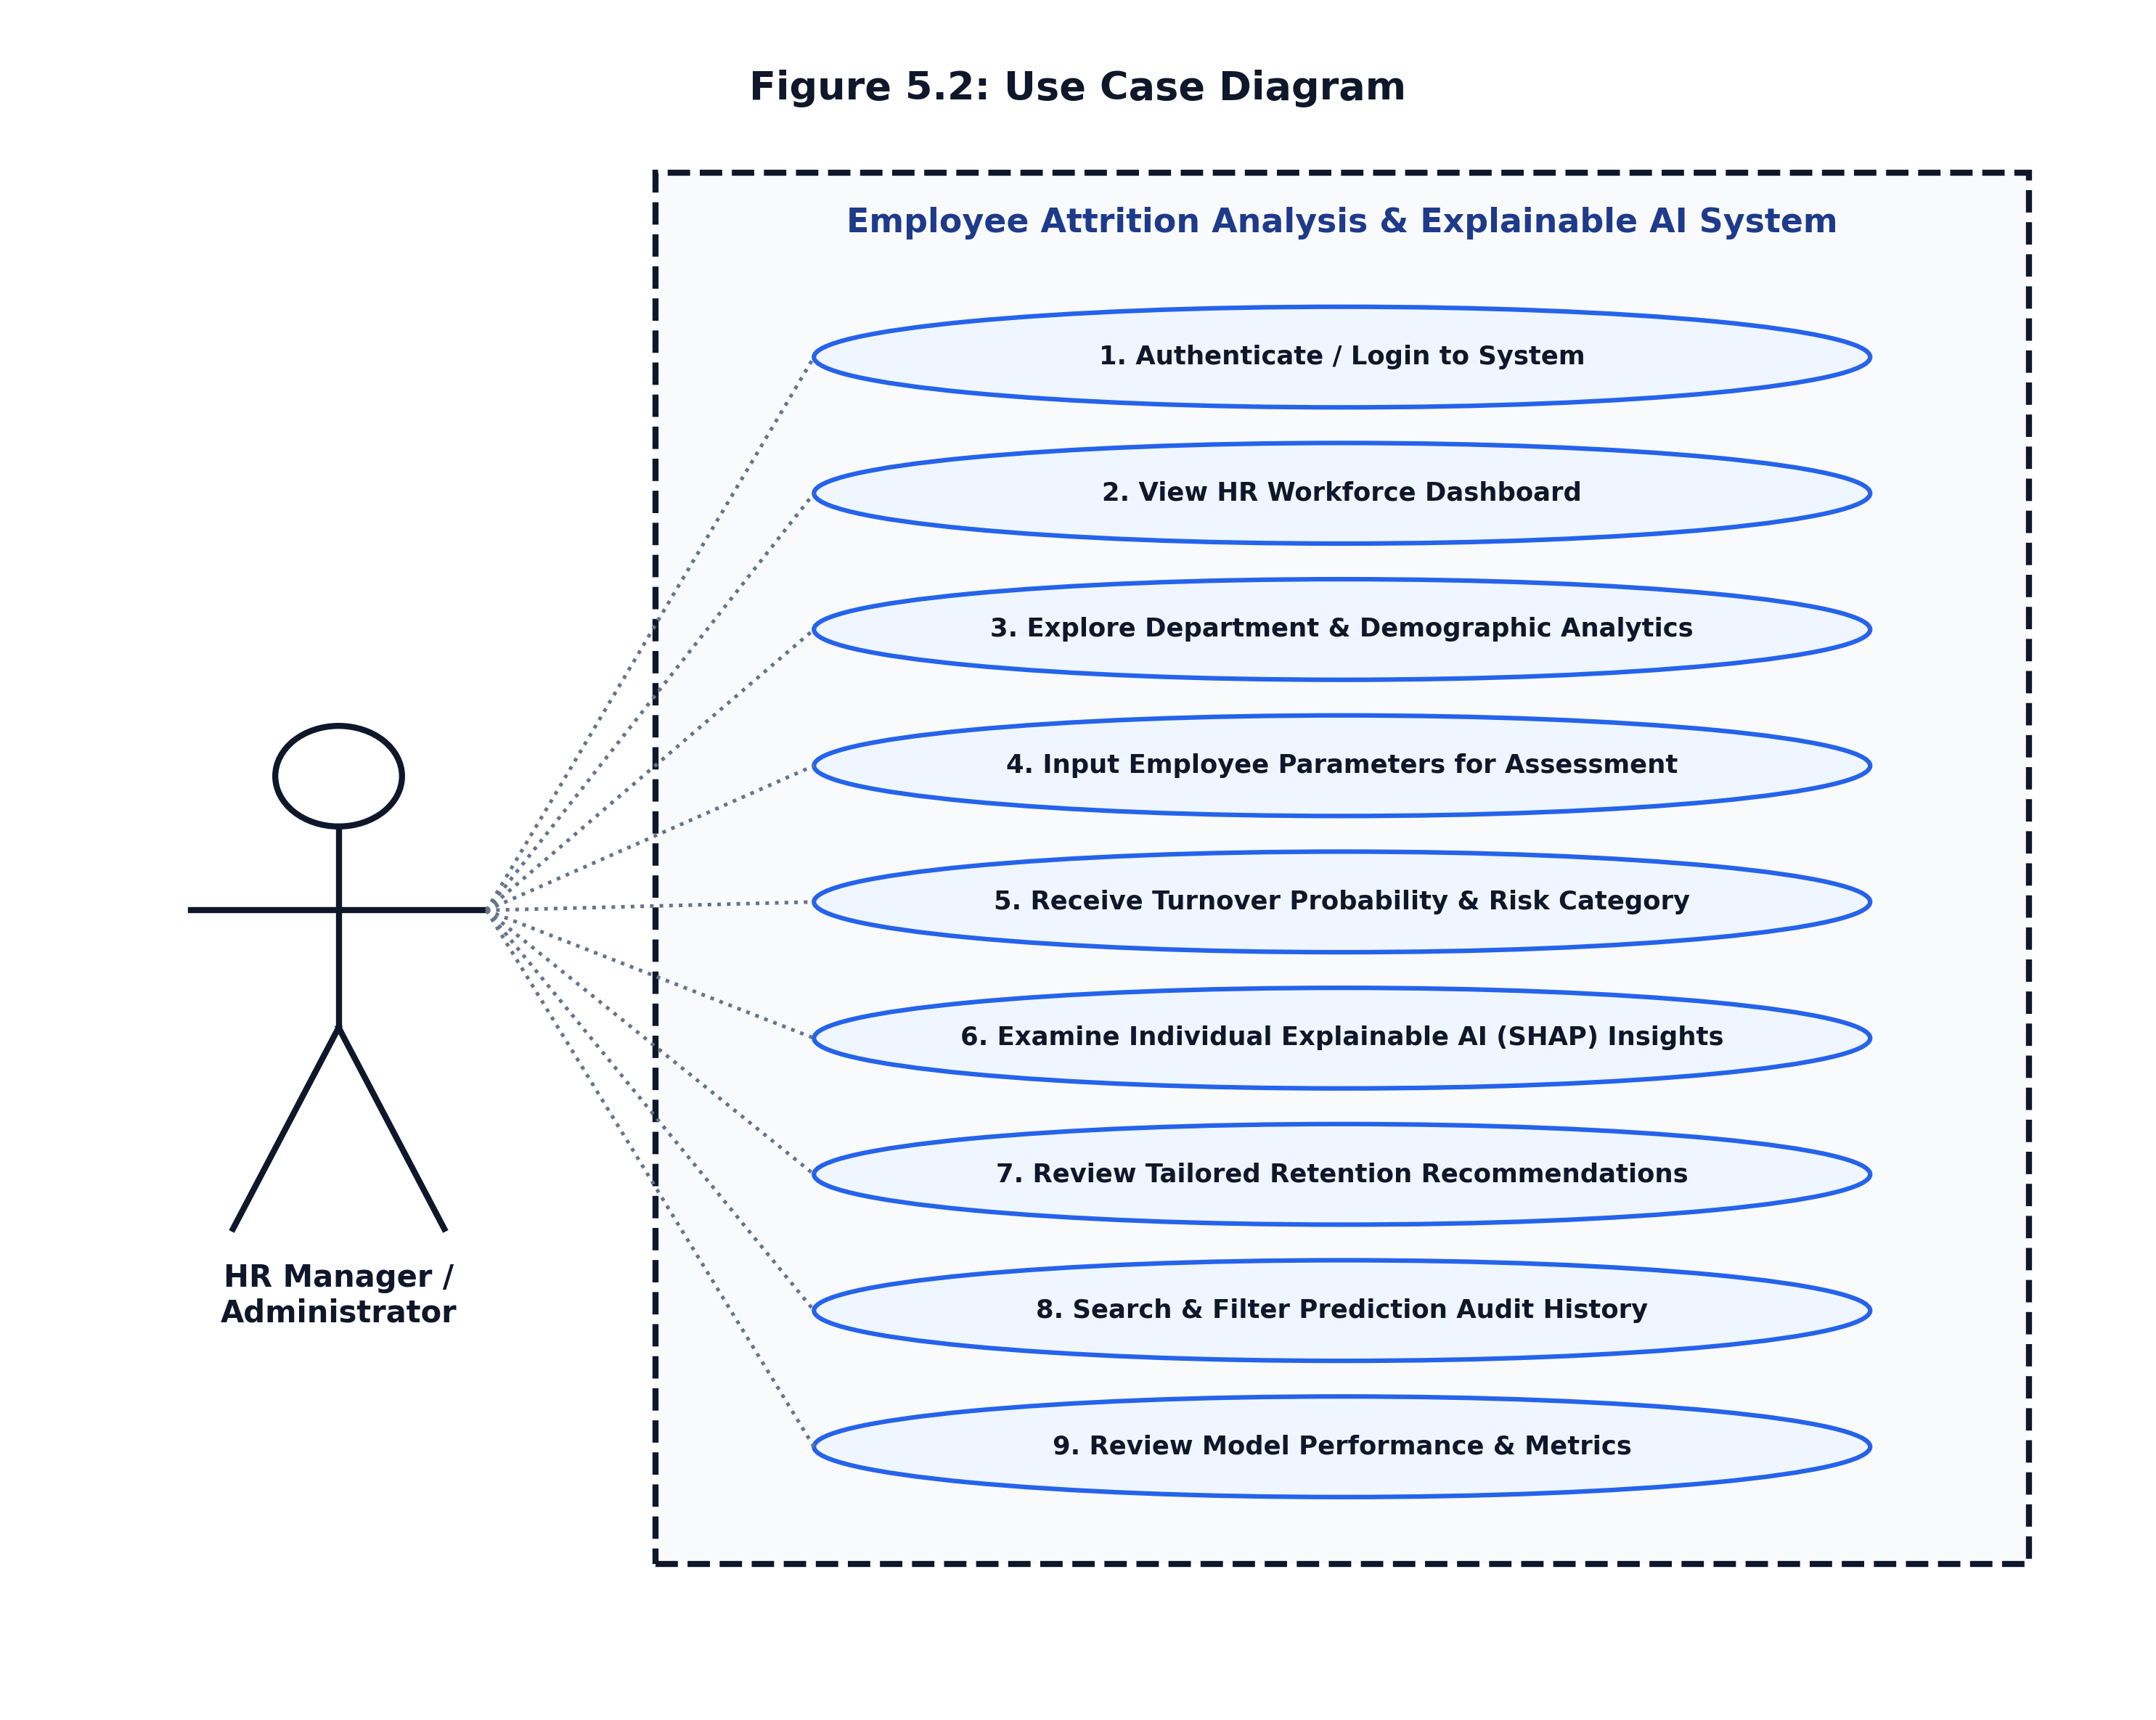 Figure 5.2: Use Case Diagram
Employee Attrition Analysis & Explainable AI System
1. Authenticate / Login to System
2. View HR Workforce Dashboard
3. Explore Department & Demographic Analytics
4. Input Employee Parameters for Assessment
5. Receive Turnover Probability & Risk Category
6. Examine Individual Explainable AI (SHAP) Insights
7. Review Tailored Retention Recommendations
8. Search & Filter Prediction Audit History
9. Review Model Performance & Metrics
HR Manager /
Administrator